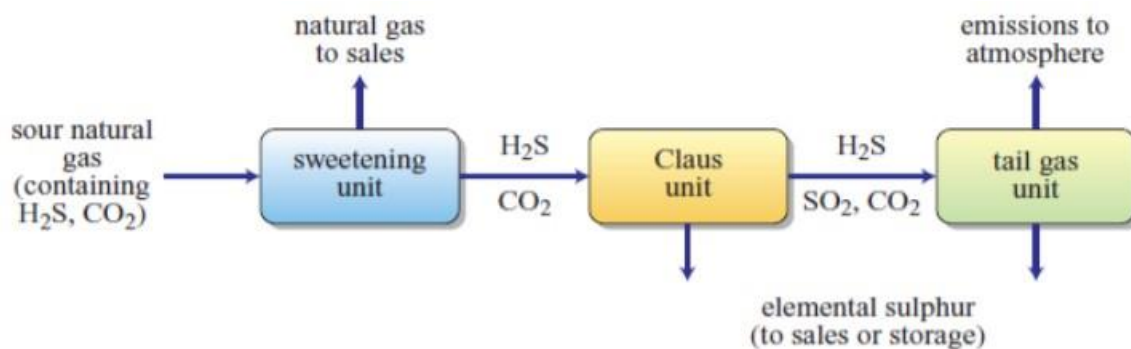 natural gas
to sales
emissions to
atmosphere
sour natural
gas
(containing
H₂S, CO₂)
sweetening
unit
H₂S
CO₂
Claus
unit
H₂S
SO₂, CO₂
tail gas
unit
elemental sulphur
(to sales or storage)